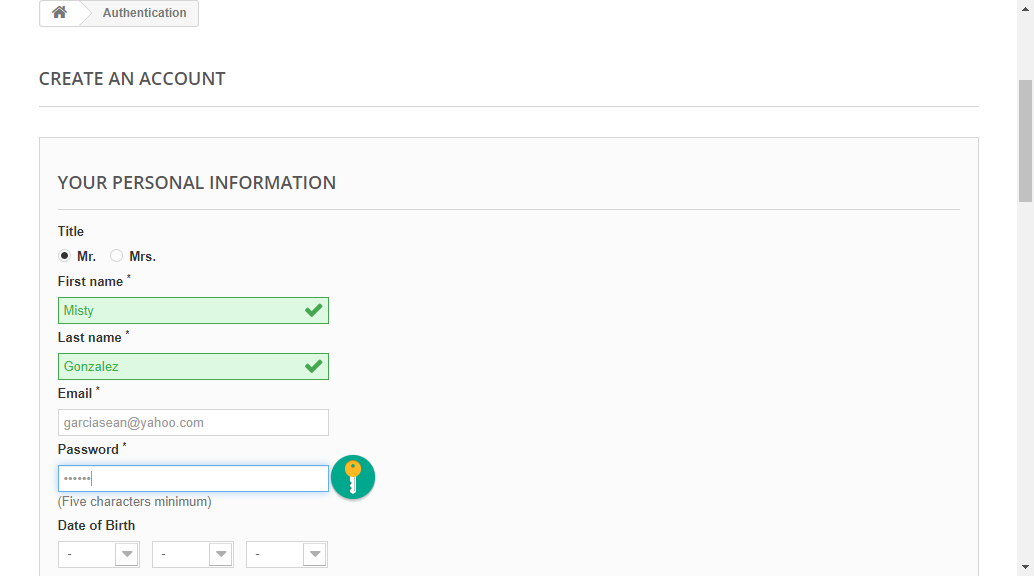 Authentication
CREATE AN ACCOUNT
YOUR PERSONAL INFORMATION
Title
Mr. Mrs.
First name *
Misty
Last name *
Gonzalez
Email *
garciasean@yahoo.com
Password *
••••••
(Five characters minimum)
Date of Birth
- - -